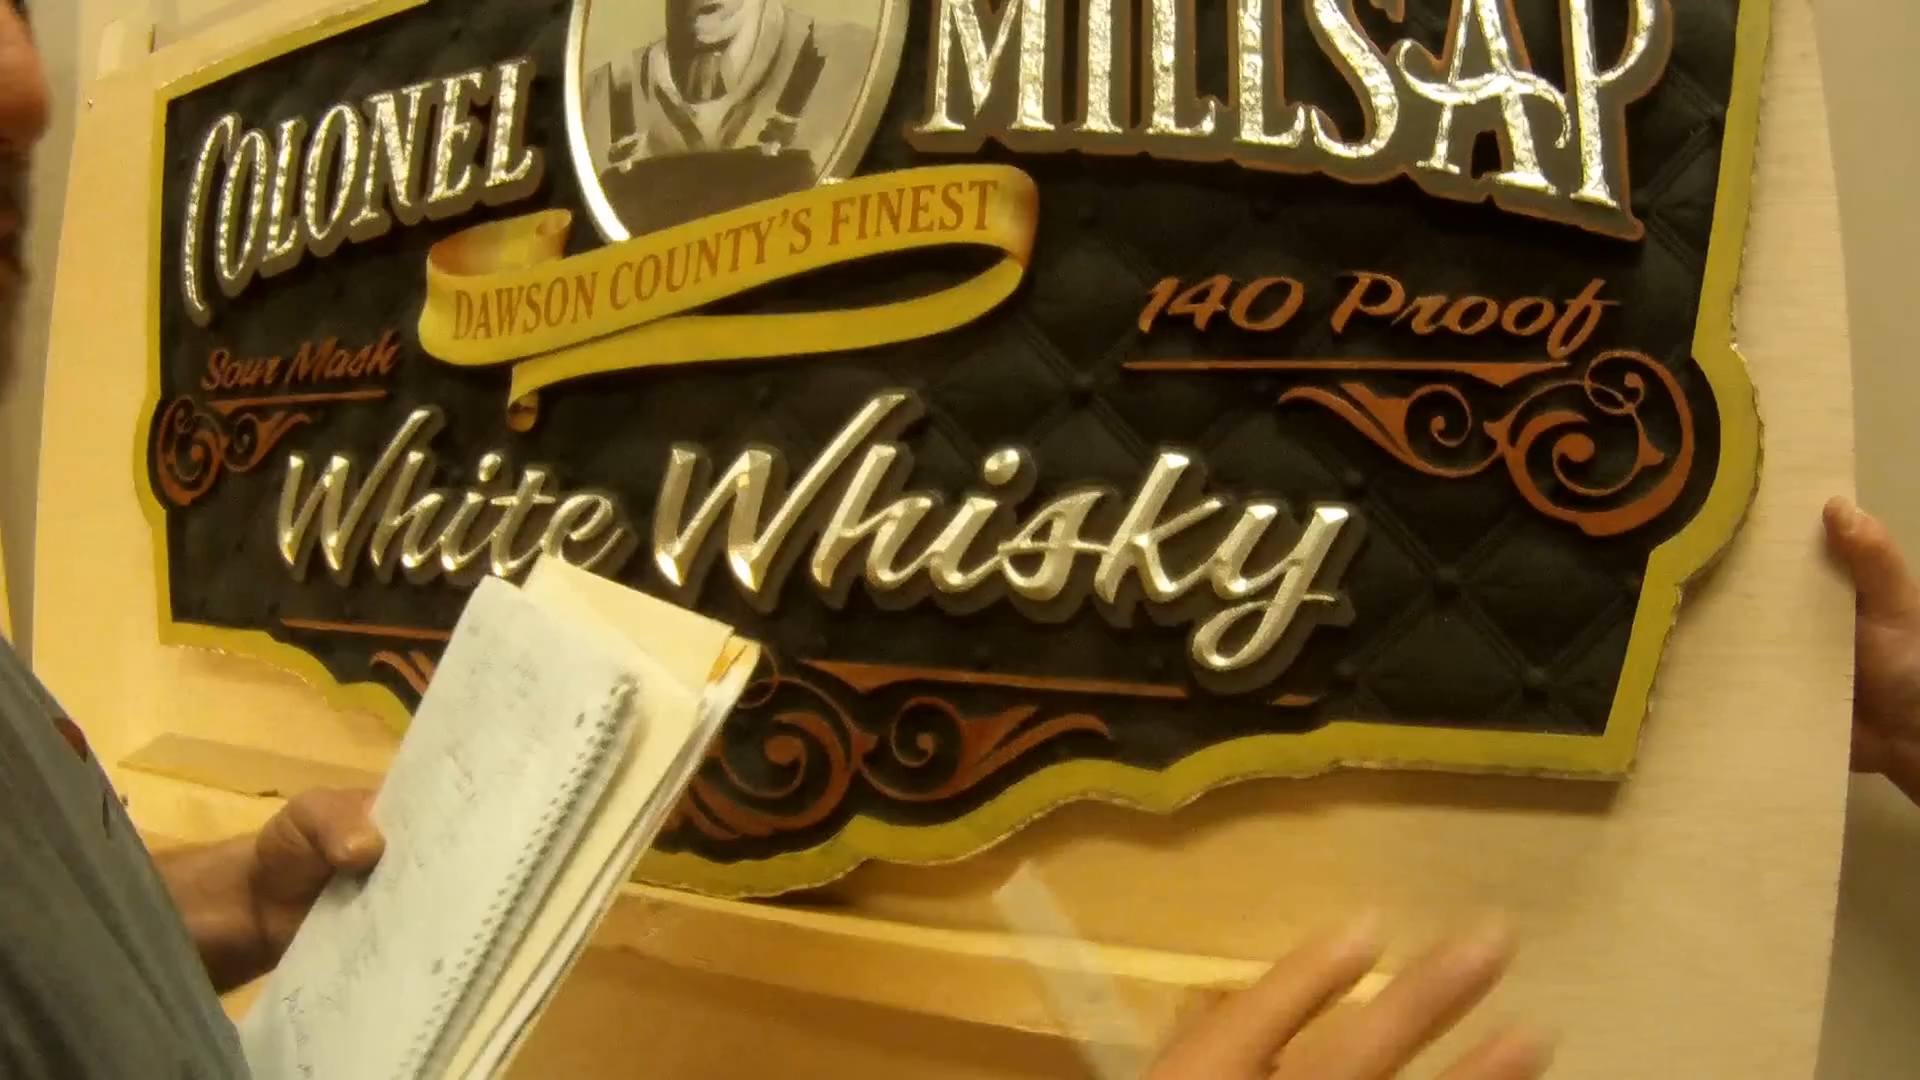 COLONEL MILLSAP
DAWSON COUNTY'S FINEST
140 Proof
Sour Mash
White Whisky